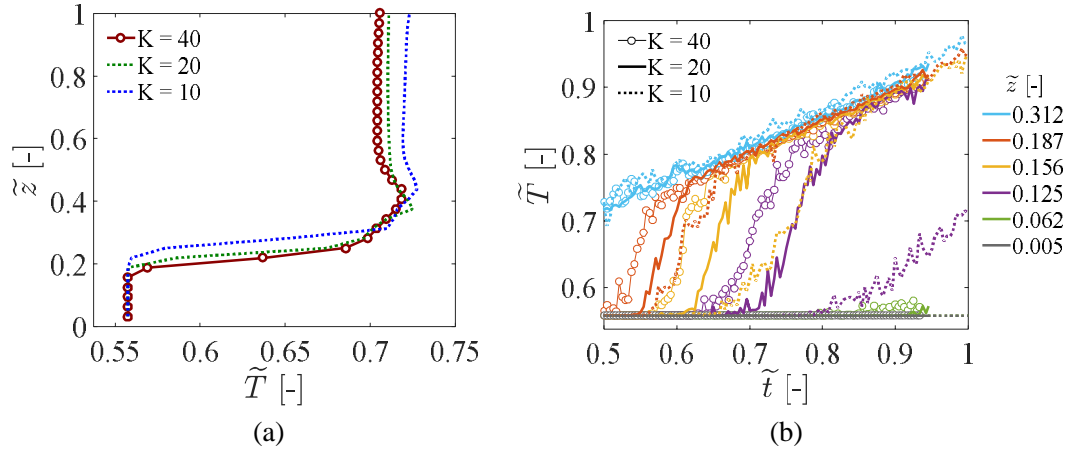 1
0.8
0.6
0.4
0.2
0
z̃ [-]
K = 40
K = 20
K = 10
0.55
0.6
0.65
0.7
0.75
T̃ [-]
(a)
1
0.9
0.8
0.7
0.6
T̃ [-]
K = 40
K = 20
K = 10
0.5
0.6
0.7
0.8
0.9
1
t̃ [-]
(b)
z̃ [-]
0.312
0.187
0.156
0.125
0.062
0.005